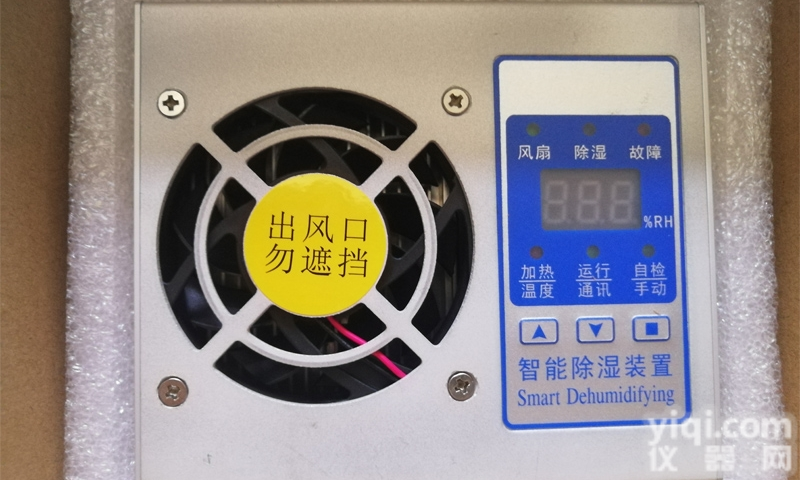 出风口
勿遮挡
风扇 除湿 故障
%RH
加热 运行 自检
温度 通讯 手动
智能除湿装置
Smart Dehumidifying
yiqi.com
仪器网